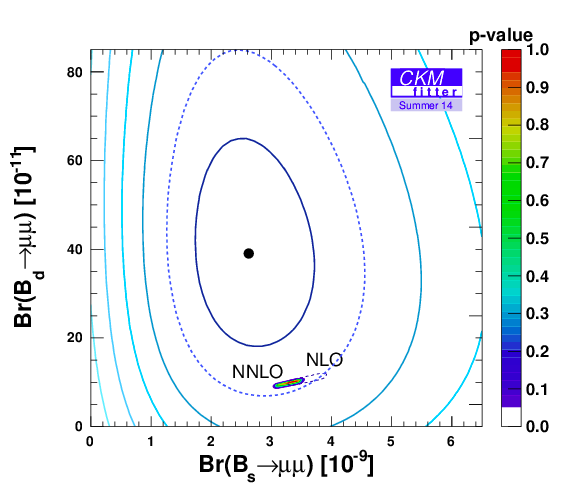 p-value
CKM
fitter
Summer 14
NNLO
NLO
80
60
40
20
0
0
1
2
3
4
5
6
1.0
0.9
0.8
0.7
0.6
0.5
0.4
0.3
0.2
0.1
0.0
Br(B_d→μμ) [10^-11]
Br(B_s→μμ) [10^-9]